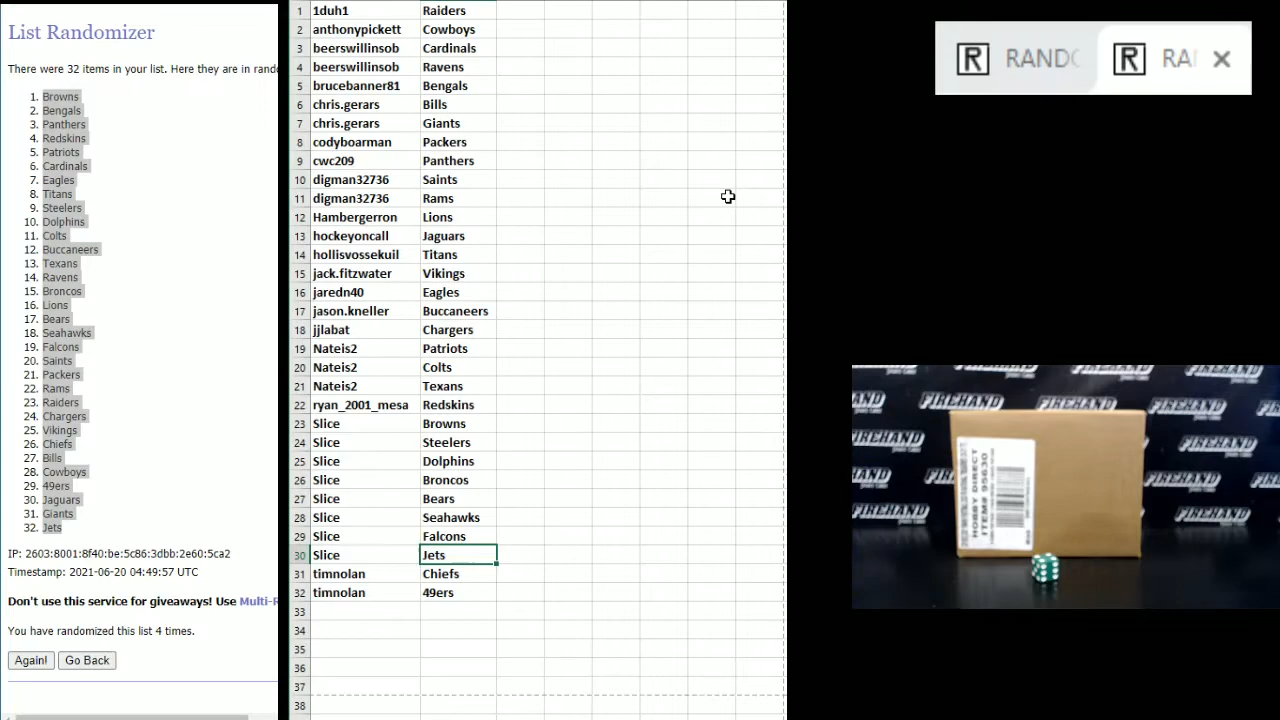 List Randomizer
There were 32 items in your list. Here they are in rando
1. Browns
2. Bengals
3. Panthers
4. Redskins
5. Patriots
6. Cardinals
7. Eagles
8. Titans
9. Steelers
10. Dolphins
11. Colts
12. Buccaneers
13. Texans
14. Ravens
15. Broncos
16. Lions
17. Bears
18. Seahawks
19. Falcons
20. Saints
21. Packers
22. Rams
23. Raiders
24. Chargers
25. Vikings
26. Chiefs
27. Bills
28. Cowboys
29. 49ers
30. Jaguars
31. Giants
32. Jets
IP: 2603:8001:8f40:be:5c86:3dbb:2e60:5ca2
Timestamp: 2021-06-20 04:49:57 UTC
Don't use this service for giveaways! Use Multi-R
You have randomized this list 4 times.
Again! Go Back
1 1duh1 Raiders
2 anthonypickett Cowboys
3 beerswillinsob Cardinals
4 beerswillinsob Ravens
5 brucebanner81 Bengals
6 chris.gerars Bills
7 chris.gerars Giants
8 codyboarman Packers
9 cwc209 Panthers
10 digman32736 Saints
11 digman32736 Rams
12 Hambergerron Lions
13 hockeyoncall Jaguars
14 hollisvossekuil Titans
15 jack.fitzwater Vikings
16 jaredn40 Eagles
17 jason.kneller Buccaneers
18 jjlabat Chargers
19 Nateis2 Patriots
20 Nateis2 Colts
21 Nateis2 Texans
22 ryan_2001_mesa Redskins
23 Slice Browns
24 Slice Steelers
25 Slice Dolphins
26 Slice Broncos
27 Slice Bears
28 Slice Seahawks
29 Slice Falcons
30 Slice Jets
31 timnolan Chiefs
32 timnolan 49ers
33
34
35
36
37
38
R RANDO R RA
FIREHAND
HOBBY DIRECT
ITEM# 95630